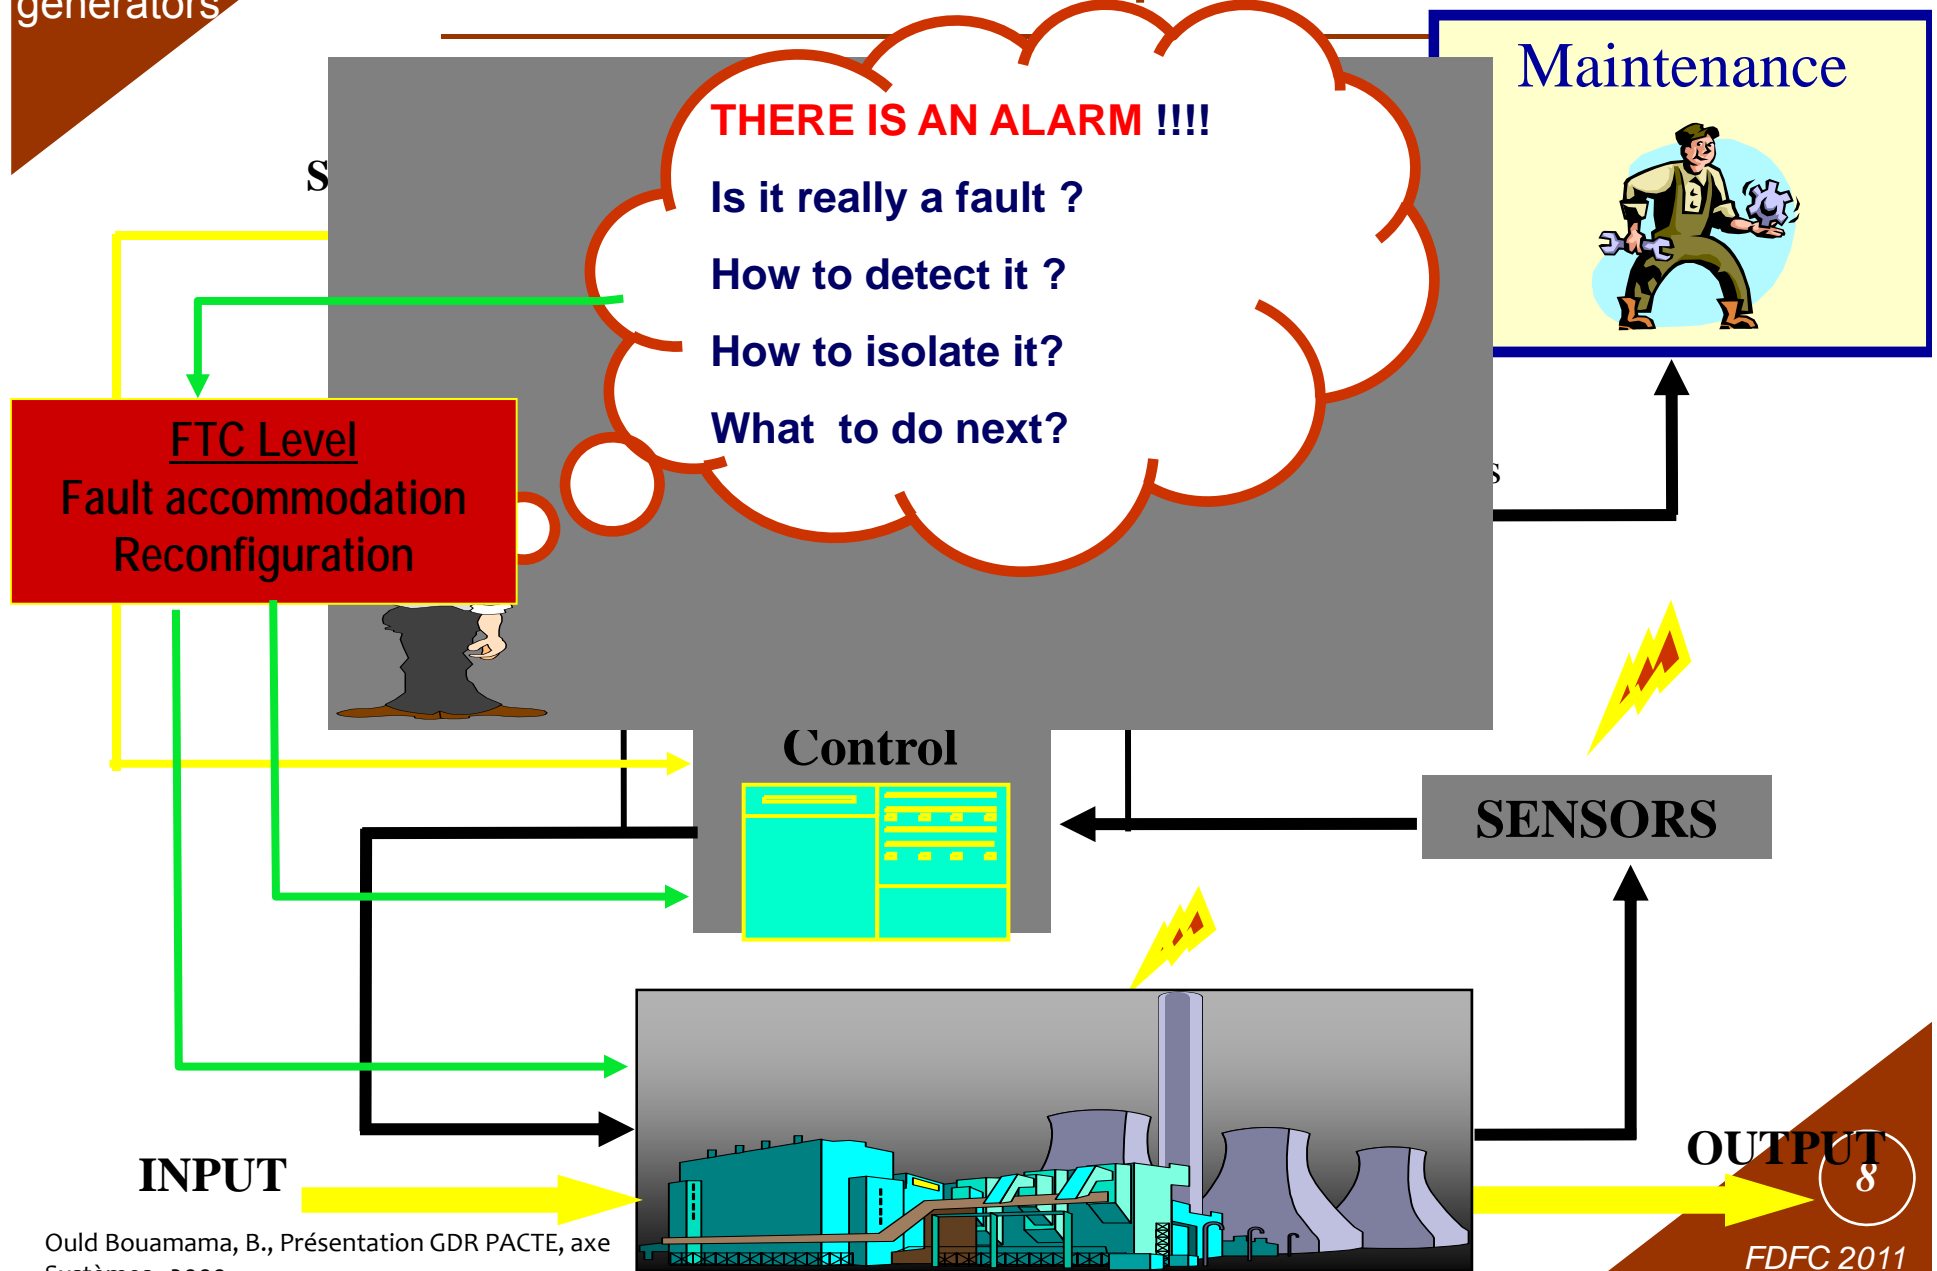 generators
Maintenance
THERE IS AN ALARM !!!!
Is it really a fault ?
How to detect it ?
How to isolate it?
What to do next?
FTC Level
Fault accommodation
Reconfiguration
Control
SENSORS
INPUT
OUTPUT
8
Ould Bouamama, B., Présentation GDR PACTE, axe
FDFC 2011